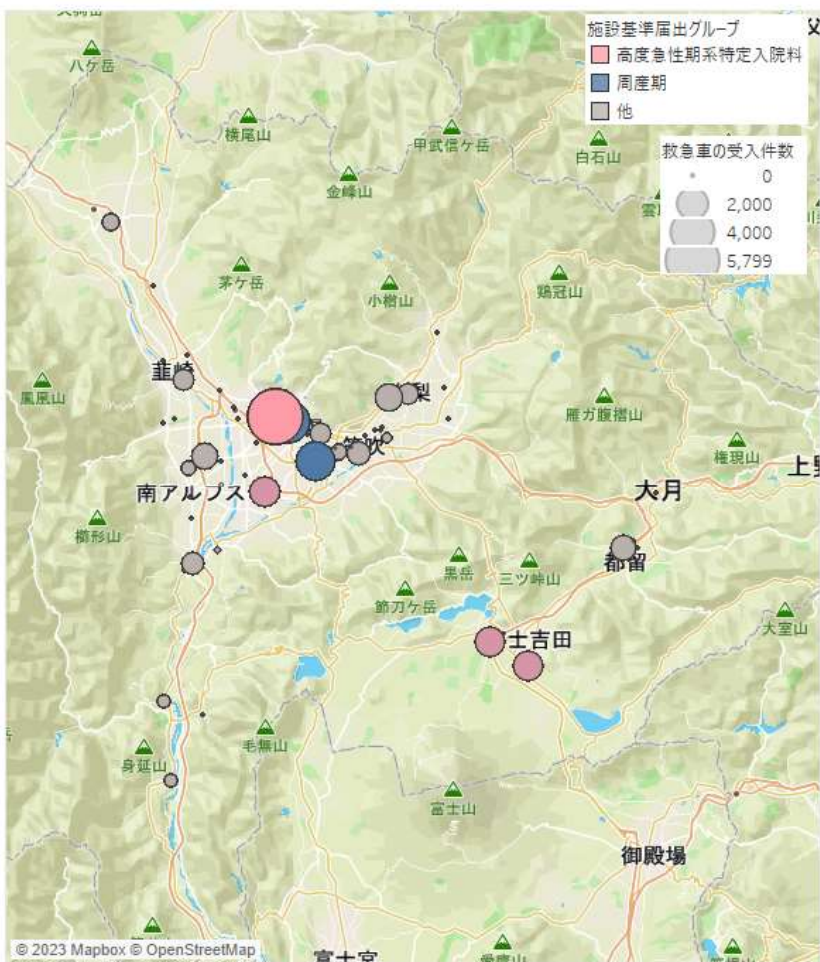 八ケ岳
横尾山
甲武信ケ岳
白石山
金峰山
施設基準届出グループ
高度急性期系特定入院料
周産期
他
救急車の受入件数
0
2,000
4,000
5,799
茅ケ岳
小楢山
鶏冠山
韮崎
鳳凰山
雁ガ腹摺山
笛吹
権現山
南アルプス
大月
櫛形山
黒岳
三ツ峠山
都留
節刀ケ岳
士吉田
大室山
毛無山
身延山
富士山
御殿場
© 2023 Mapbox © OpenStreetMap
富士宮